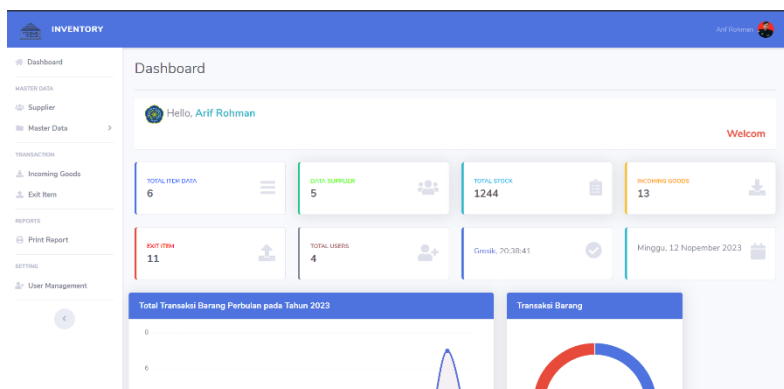 INVENTORY
Arif Rohman
Dashboard
MASTER DATA
Supplier
Master Data
TRANSACTION
Incoming Goods
Exit Item
REPORTS
Print Report
SETTING
User Management
Dashboard
Hello, Arif Rohman
Welcom
TOTAL ITEM DATA
6
DATA SUPPLIER
5
TOTAL STOCK
1244
INCOMING GOODS
13
EXIT ITEM
11
TOTAL USERS
4
Gresik, 20:38:41
Minggu, 12 Nopember 2023
Total Transaksi Barang Perbulan pada Tahun 2023
8
6
Transaksi Barang